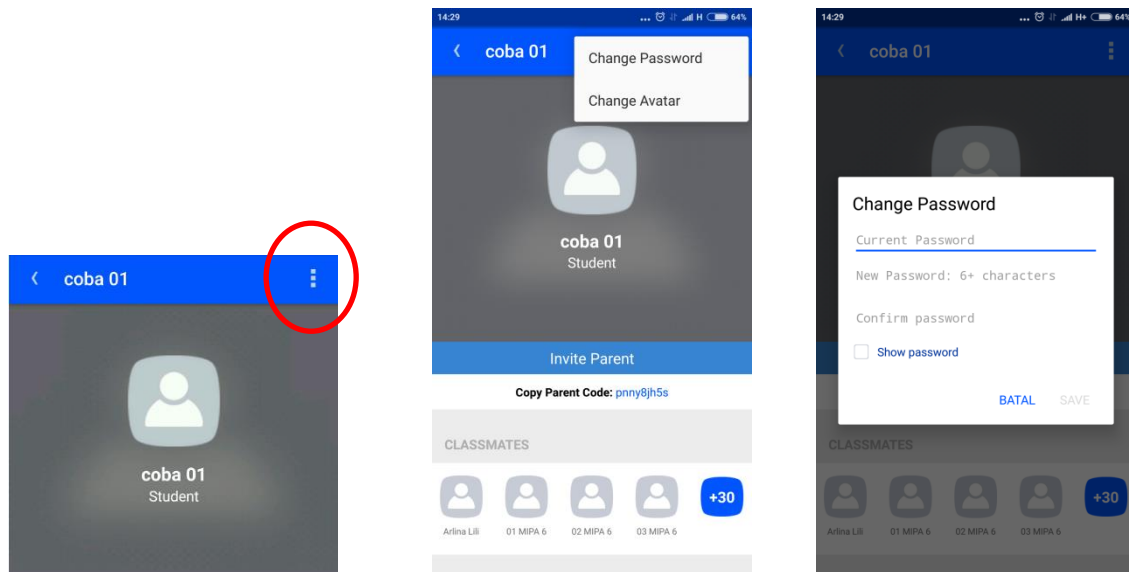 coba 01
coba 01
Student
14:29
... H 64%
coba 01
Change Password
Change Avatar
coba 01
Student
Invite Parent
Copy Parent Code: pnny8jh5s
CLASSMATES
+30
Arlina Lili 01 MIPA 6 02 MIPA 6 03 MIPA 6
14:29
... H+ 64%
coba 01
Change Password
Current Password
New Password: 6+ characters
Confirm password
Show password
BATAL SAVE
CLASSMATES
+30
Arlina Lili 01 MIPA 6 02 MIPA 6 03 MIPA 6